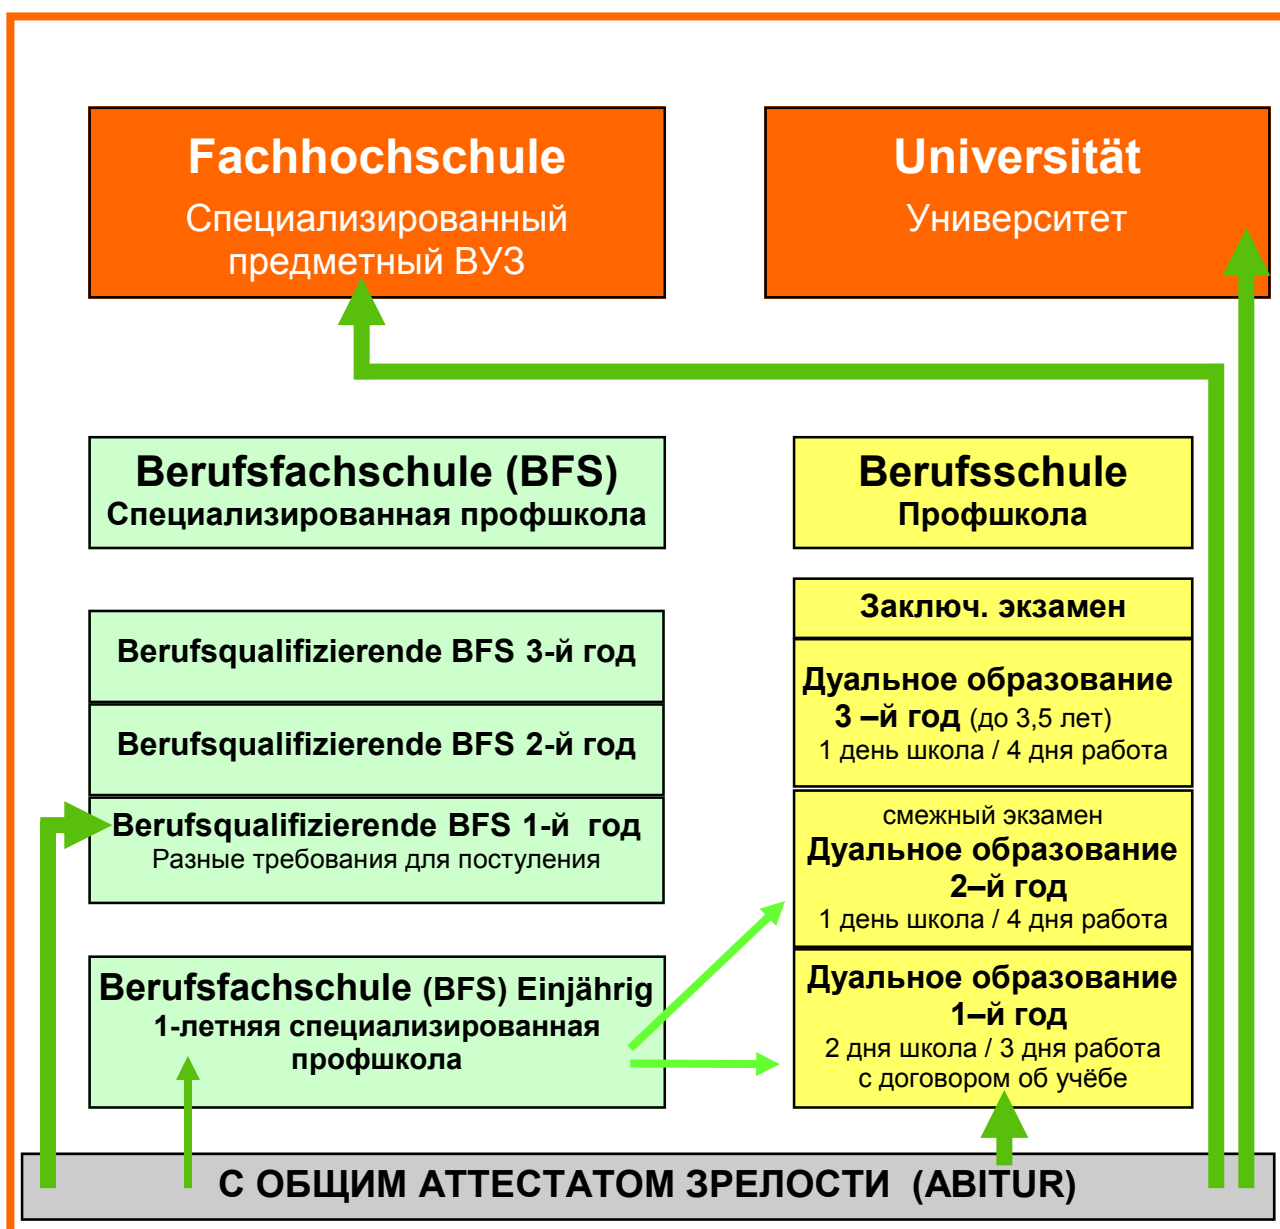 Fachhochschule
Специализированный
предметный ВУЗ
Universität
Университет
Berufsfachschule (BFS)
Специализированная профшкола
Berufsschule
Профшкола
Berufsqualifizierende BFS 3-й год
Berufsqualifizierende BFS 2-й год
Berufsqualifizierende BFS 1-й год
Разные требования для постуления
Berufsfachschule (BFS) Einjährig
1-летняя специализированная
профшкола
Заключ. экзамен
Дуальное образование
3 –й год (до 3,5 лет)
1 день школа / 4 дня работа
смежный экзамен
Дуальное образование
2–й год
1 день школа / 4 дня работа
Дуальное образование
1–й год
2 дня школа / 3 дня работа
с договором об учёбе
С ОБЩИМ АТТЕСТАТОМ ЗРЕЛОСТИ (ABITUR)